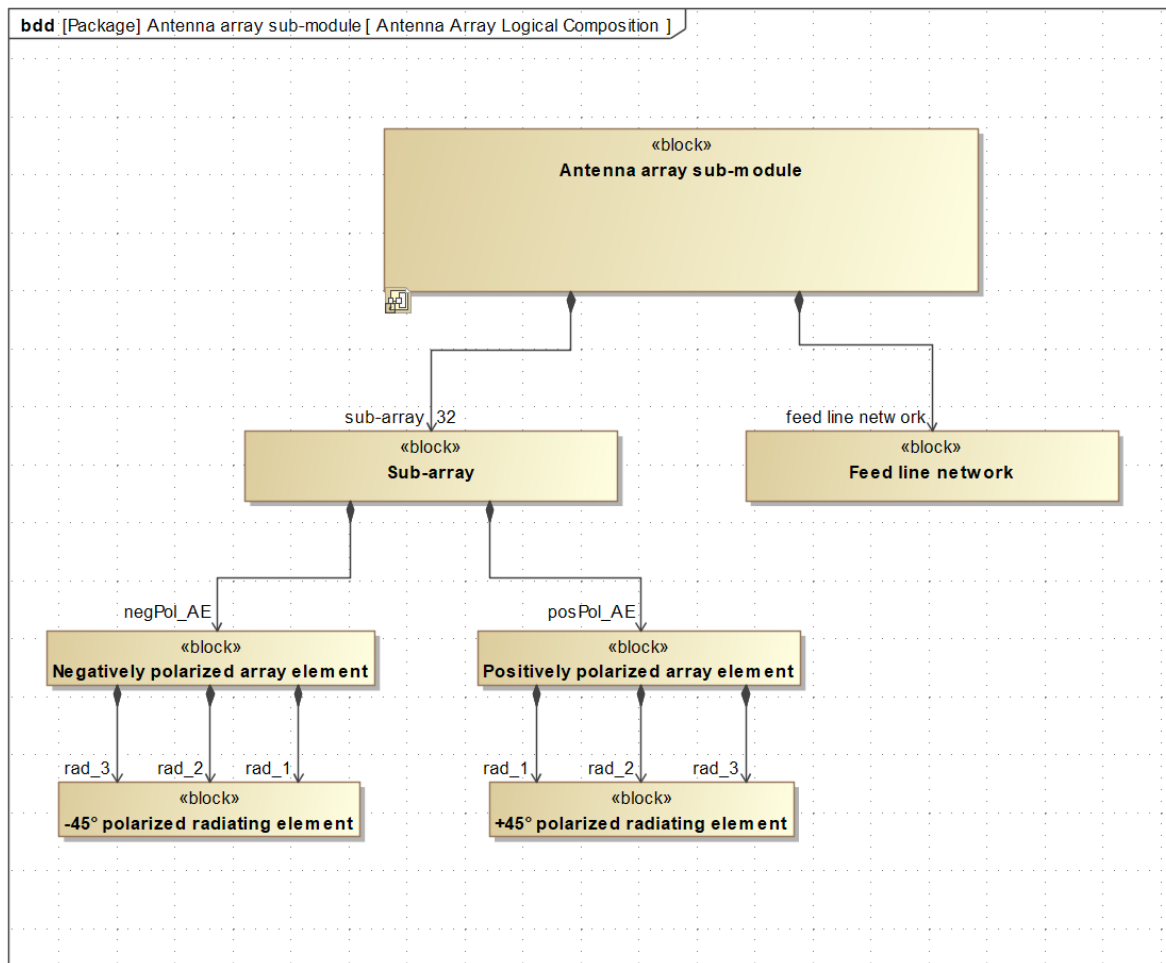 bdd [Package] Antenna array sub-module [ Antenna Array Logical Composition ]
«block»
Antenna array sub-module
sub-array 32
feed line network
«block»
Sub-array
«block»
Feed line network
negPol_AE
posPol_AE
«block»
Negatively polarized array element
«block»
Positively polarized array element
rad_3 rad_2 rad_1
rad_1 rad_2 rad_3
«block»
-45° polarized radiating element
«block»
+45° polarized radiating element